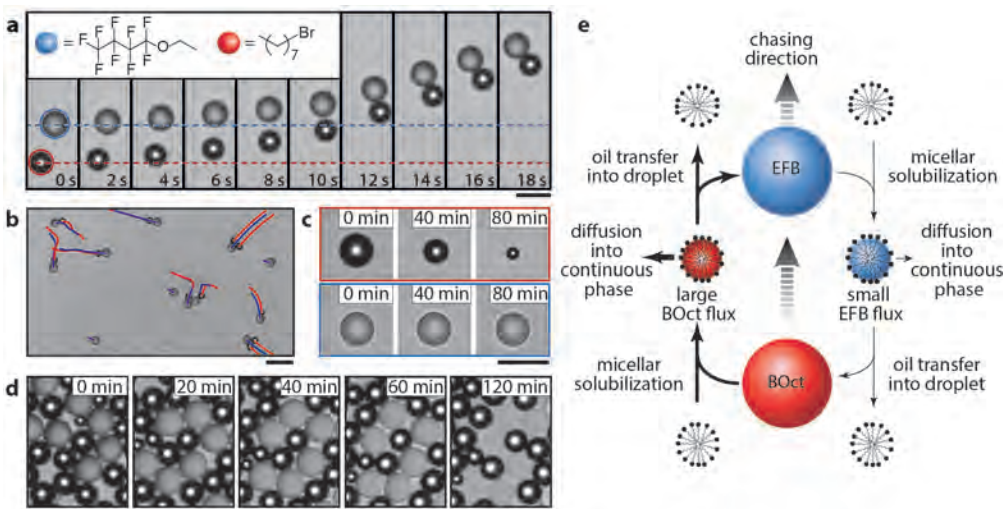 a
= F F F F F F F F F O
= Br 7
0 s 2 s 4 s 6 s 8 s 10 s 12 s 14 s 16 s 18 s
b
c
0 min 40 min 80 min
0 min 40 min 80 min
d
0 min 20 min 40 min 60 min 120 min
e
chasing
direction
oil transfer
into droplet
EFB
micellar
solubilization
diffusion
into
continuous
phase
large
BOct flux
small
EFB flux
diffusion
into
continuous
phase
micellar
solubilization
BOct
oil transfer
into droplet